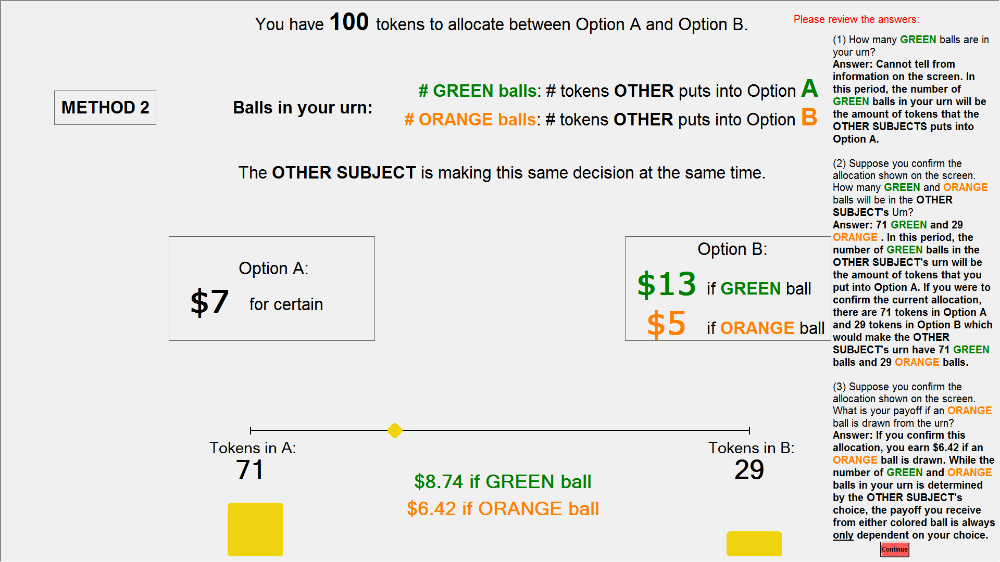 You have 100 tokens to allocate between Option A and Option B.
METHOD 2
Balls in your urn:
# GREEN balls: # tokens OTHER puts into Option A
# ORANGE balls: # tokens OTHER puts into Option B
The OTHER SUBJECT is making this same decision at the same time.
Option A:
$7 for certain
Option B:
$13 if GREEN ball
$5 if ORANGE ball
Tokens in A:
71
Tokens in B:
29
$8.74 if GREEN ball
$6.42 if ORANGE ball
Please review the answers:
(1) How many GREEN balls are in
your urn?
Answer: Cannot tell from
information on the screen. In
this period, the number of
GREEN balls in your urn will be
the amount of tokens that the
OTHER SUBJECTS puts into
Option A.
(2) Suppose you confirm the
allocation shown on the screen.
How many GREEN and ORANGE
balls will be in the OTHER
SUBJECT's Urn?
Answer: 71 GREEN and 29
ORANGE . In this period, the
number of GREEN balls in the
OTHER SUBJECT's urn will be
the amount of tokens that you
put into Option A. If you were to
confirm the current allocation,
there are 71 tokens in Option A
and 29 tokens in Option B which
would make the OTHER
SUBJECT's urn have 71 GREEN
balls and 29 ORANGE balls.
(3) Suppose you confirm the
allocation shown on the screen.
What is your payoff if an ORANGE
ball is drawn from the urn?
Answer: If you confirm this
allocation, you earn $6.42 if an
ORANGE ball is drawn. While the
number of GREEN and ORANGE
balls in your urn is determined
by the OTHER SUBJECT's
choice, the payoff you receive
from either colored ball is always
only dependent on your choice.
Continue